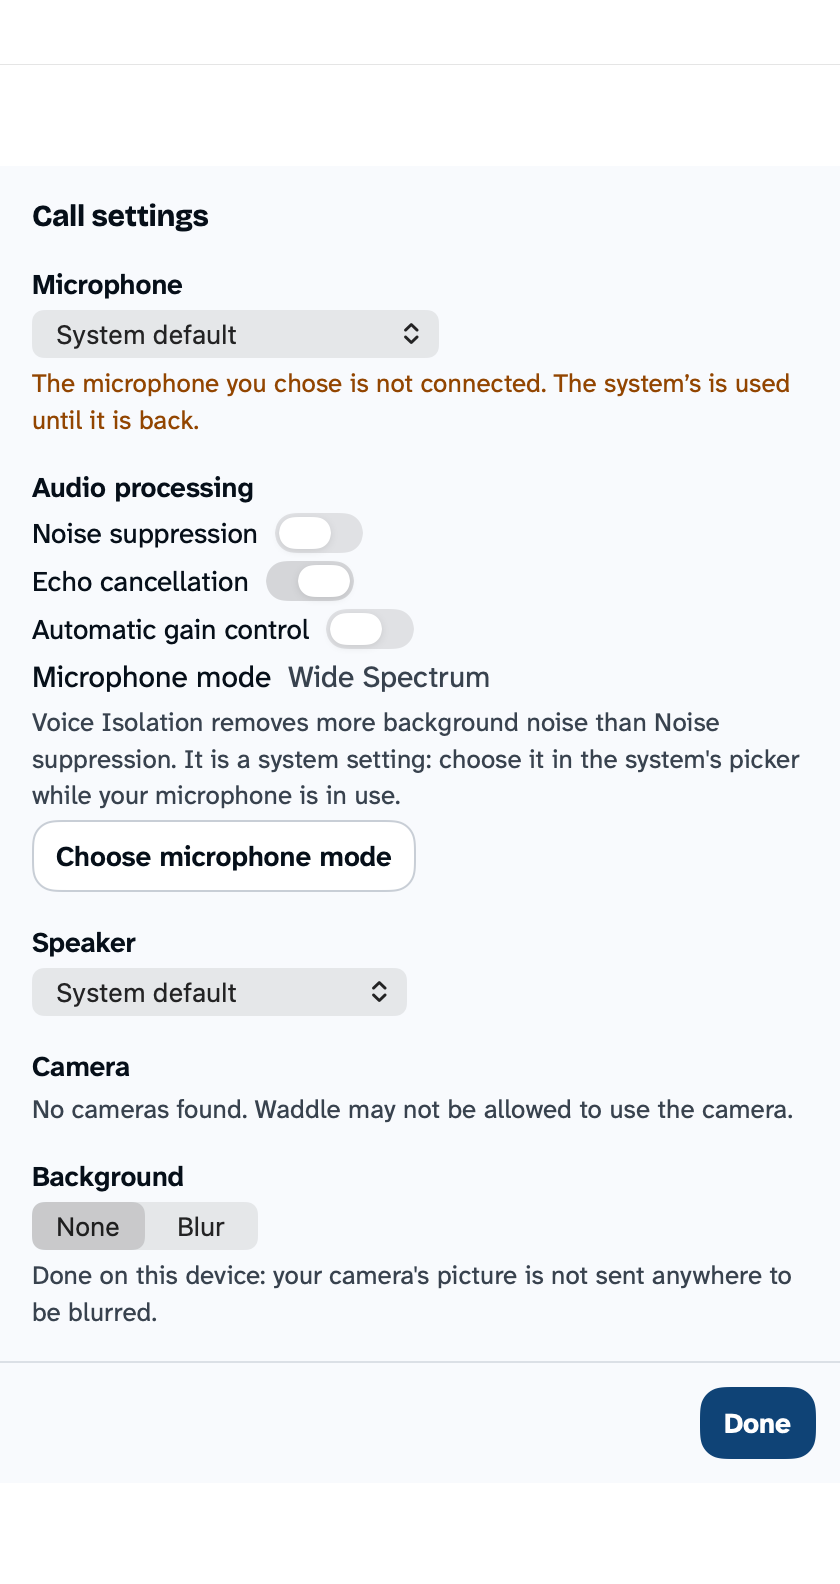 Call settings
Microphone
System default
The microphone you chose is not connected. The system’s is used
until it is back.
Audio processing
Noise suppression
Echo cancellation
Automatic gain control
Microphone mode Wide Spectrum
Voice Isolation removes more background noise than Noise
suppression. It is a system setting: choose it in the system's picker
while your microphone is in use.
Choose microphone mode
Speaker
System default
Camera
No cameras found. Waddle may not be allowed to use the camera.
Background
None Blur
Done on this device: your camera's picture is not sent anywhere to
be blurred.
Done